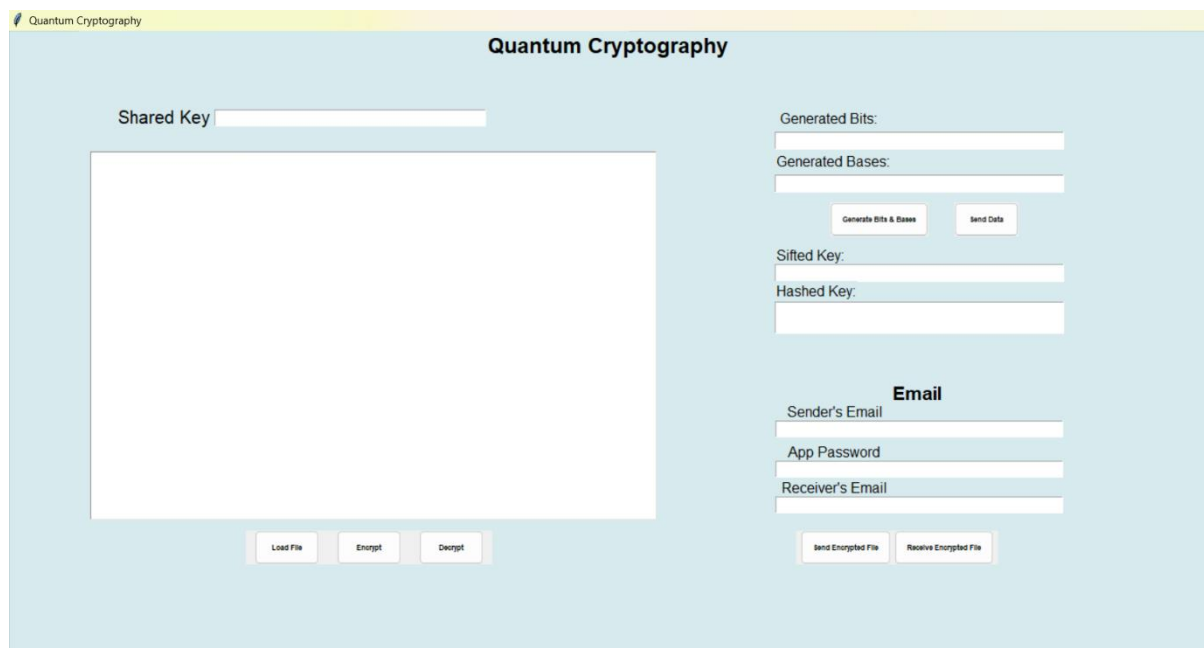 Quantum Cryptography
Quantum Cryptography
Shared Key
Generated Bits:
Generated Bases:
Generate Bits & Bases
Send Data
Sifted Key:
Hashed Key:
Email
Sender's Email
App Password
Receiver's Email
Load File
Encrypt
Decrypt
Send Encrypted File
Receive Encrypted File